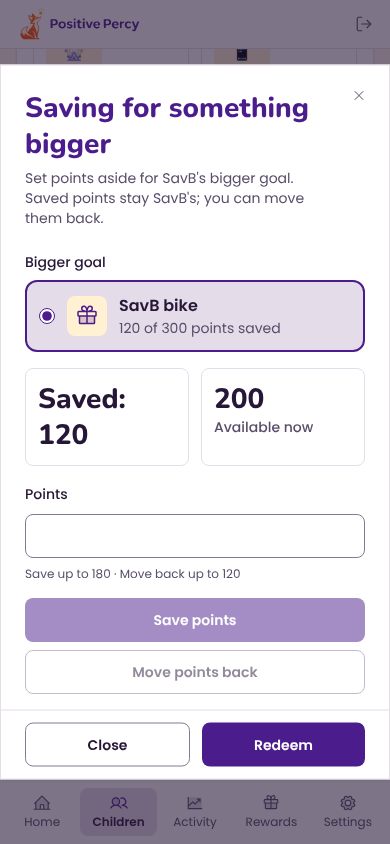 Positive Percy
Saving for something
bigger
Set points aside for SavB's bigger goal.
Saved points stay SavB's; you can move
them back.
Bigger goal
SavB bike
120 of 300 points saved
Saved:
120
200
Available now
Points
Save up to 180 · Move back up to 120
Save points
Move points back
Close
Redeem
Home
Children
Activity
Rewards
Settings